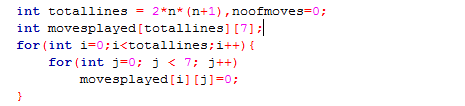 int totallines = 2*n*(n+1),noofmoves=0;
int movesplayed[totallines][7];
for(int i=0;i<totallines;i++){
for(int j=0; j < 7; j++)
movesplayed[i][j]=0;
}